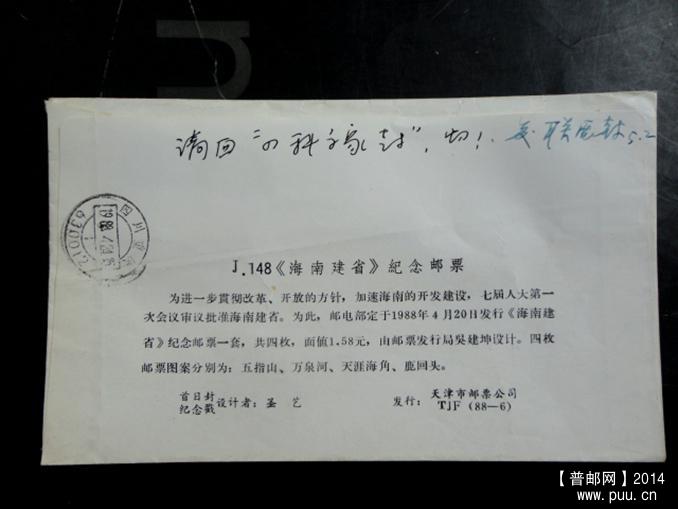 请回"科
J.148《海南建省》紀念邮票
为进一步贯彻改革、开放的方针，加速海南的开发建设，七届人大第一
次会议审议批准海南建省。为此，邮电部定于1988年4月20日发行《海南建
省》纪念邮票一套，共四枚，面値1.58元，由邮票发行局吳建坤设计。四枚
邮票图案分别为：五指山、万泉河、天涯海角、鹿回头。
首日封
纪念戳 设计者：圣 艺
发行：天津市邮票公司
TJF (88—6)
四川
1988.4
630012
【普邮网】2014
www.puu.cn